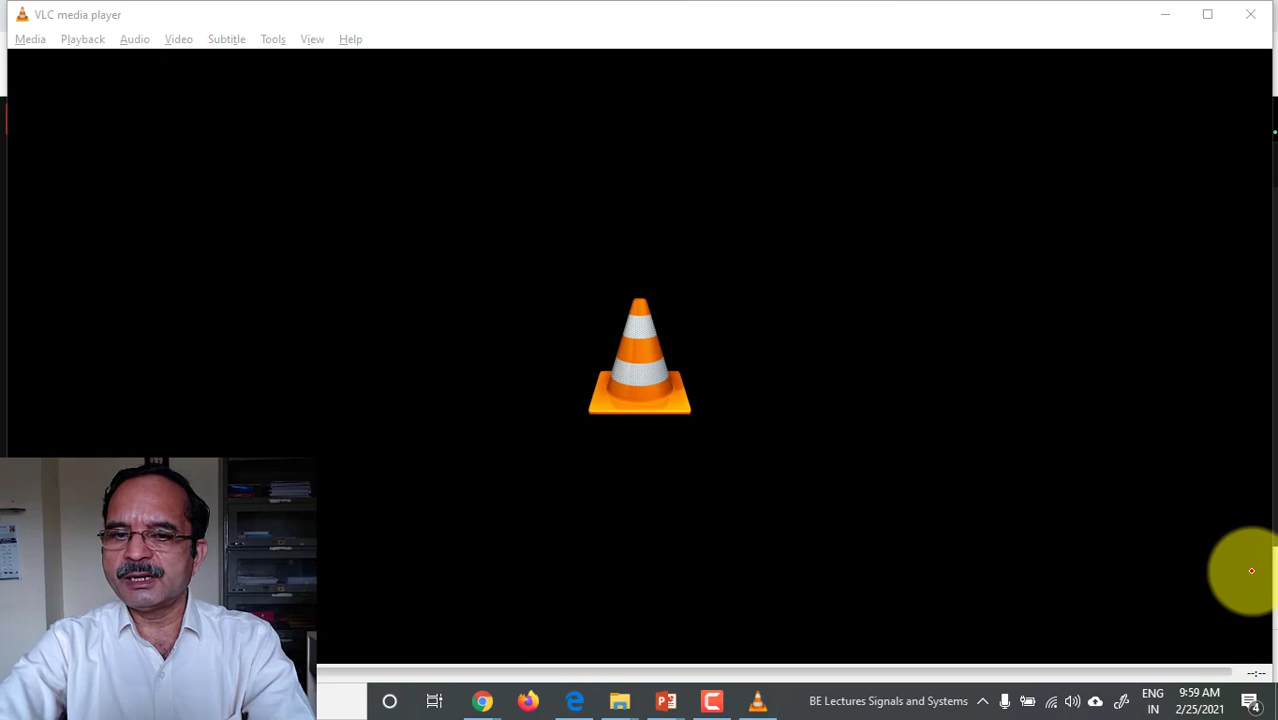 VLC media player
Media Playback Audio Video Subtitle Tools View Help
--:--
BE Lectures Signals and Systems
ENG
IN
9:59 AM
2/25/2021
4